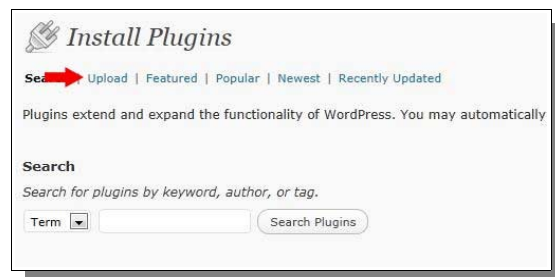 Install Plugins
Upload | Featured | Popular | Newest | Recently Updated
Plugins extend and expand the functionality of WordPress. You may automatically
Search
Search for plugins by keyword, author, or tag.
Term Search Plugins